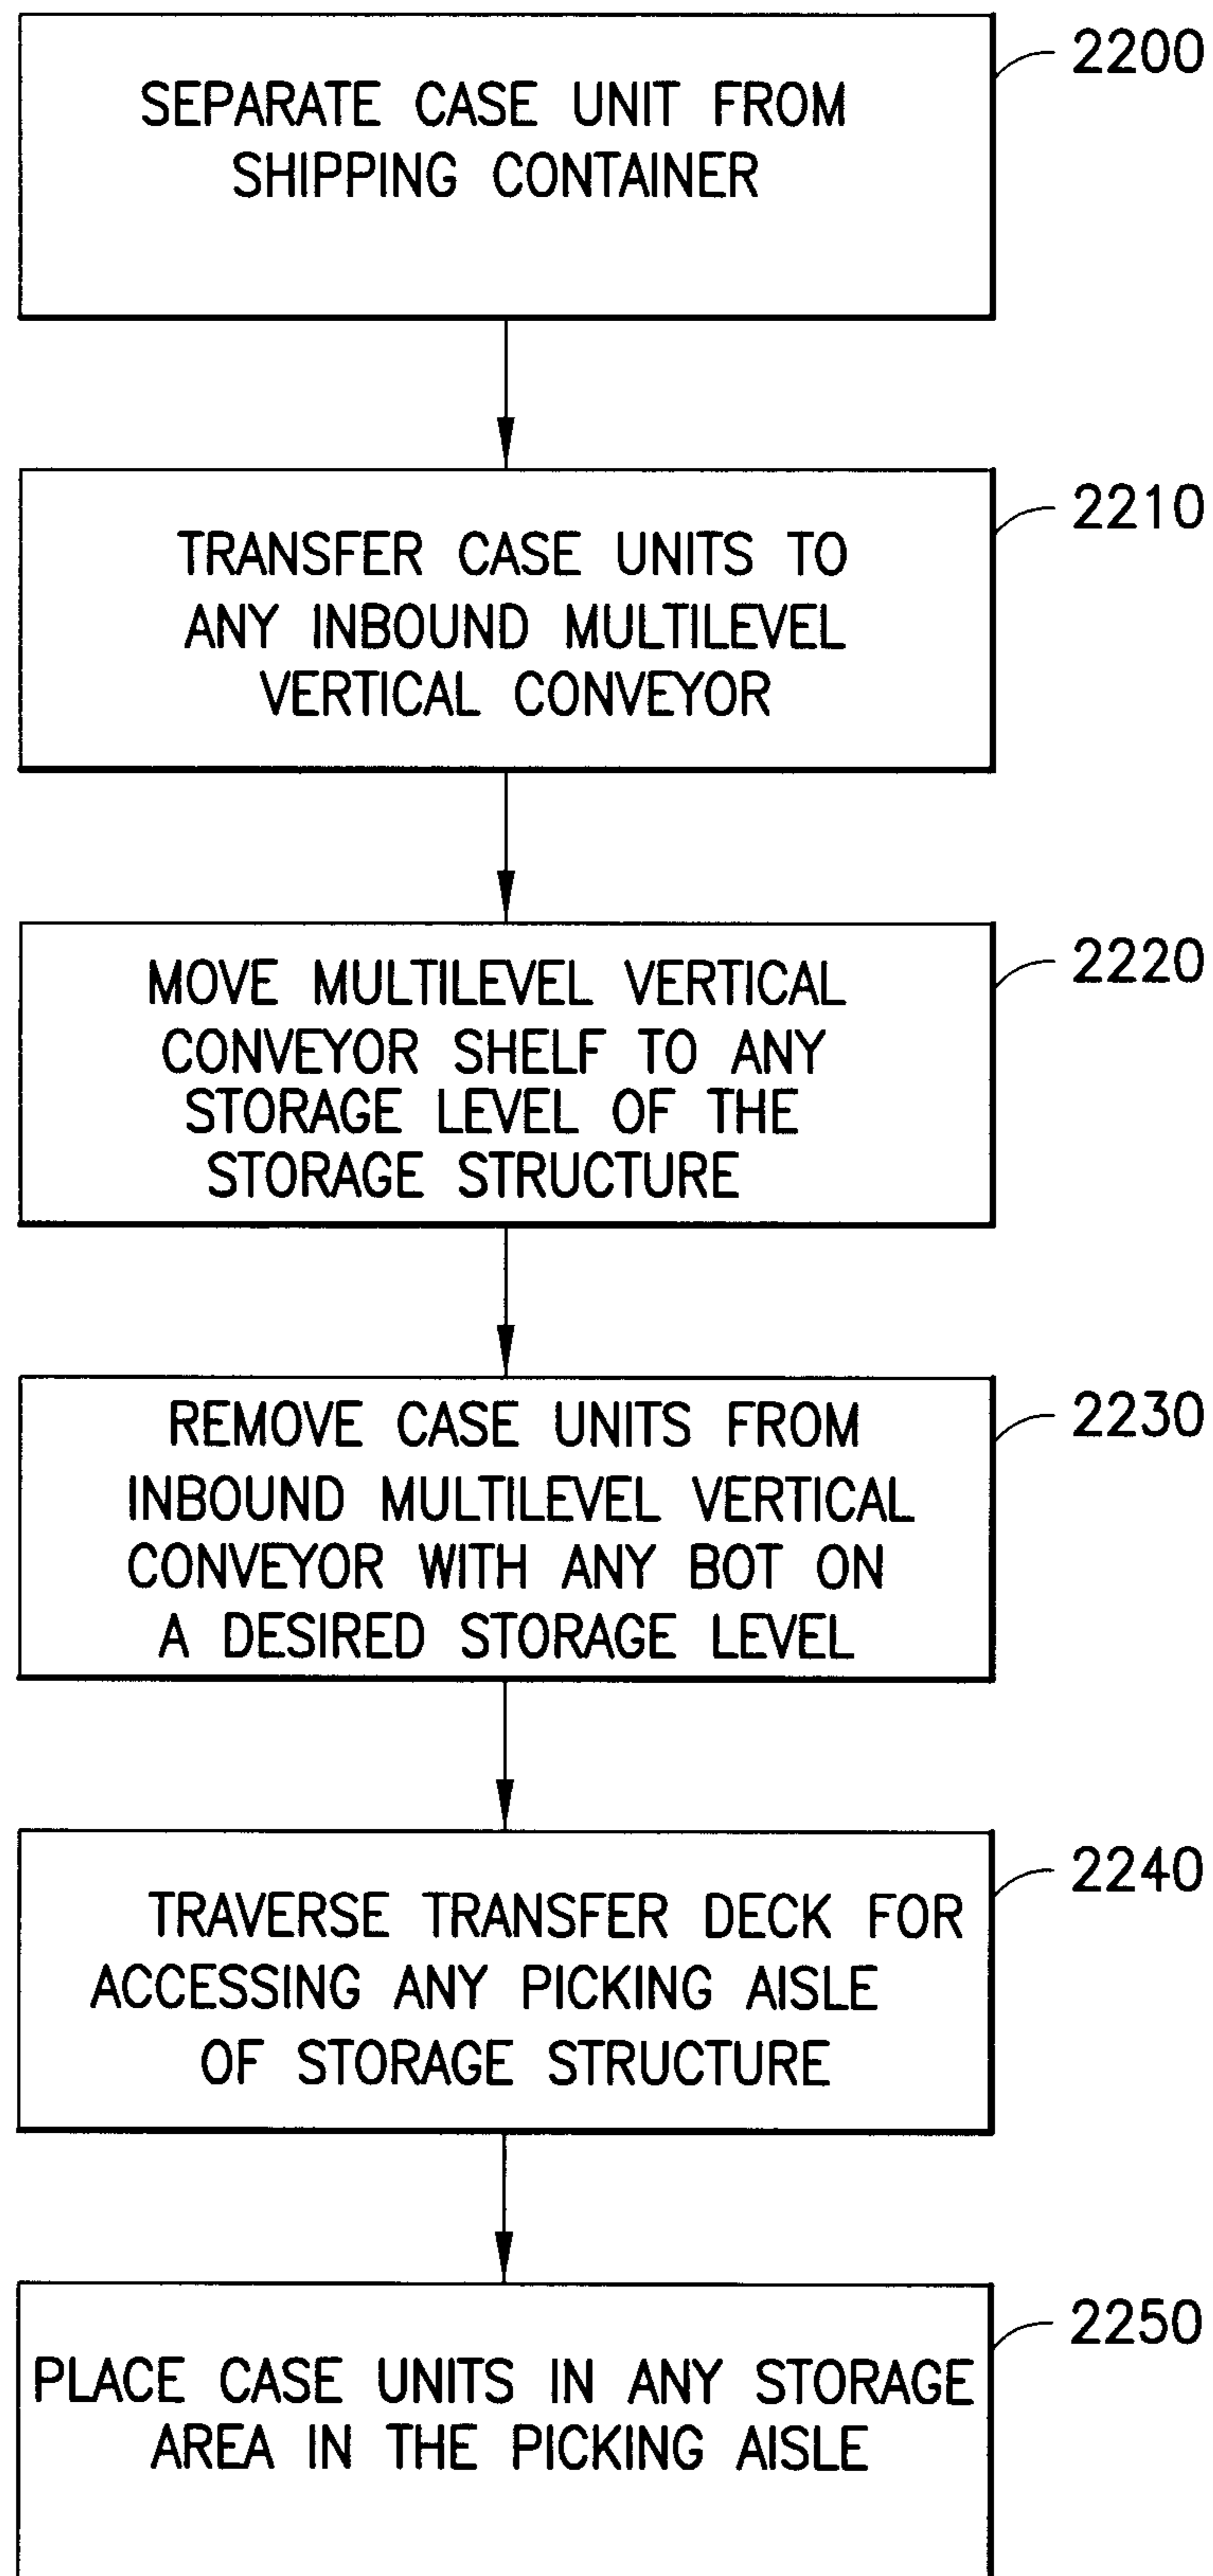 2200
SEPARATE CASE UNIT FROM
SHIPPING CONTAINER
2210
TRANSFER CASE UNITS TO
ANY INBOUND MULTILEVEL
VERTICAL CONVEYOR
2220
MOVE MULTILEVEL VERTICAL
CONVEYOR SHELF TO ANY
STORAGE LEVEL OF THE
STORAGE STRUCTURE
2230
REMOVE CASE UNITS FROM
INBOUND MULTILEVEL VERTICAL
CONVEYOR WITH ANY BOT ON
A DESIRED STORAGE LEVEL
2240
TRAVERSE TRANSFER DECK FOR
ACCESSING ANY PICKING AISLE
OF STORAGE STRUCTURE
2250
PLACE CASE UNITS IN ANY STORAGE
AREA IN THE PICKING AISLE